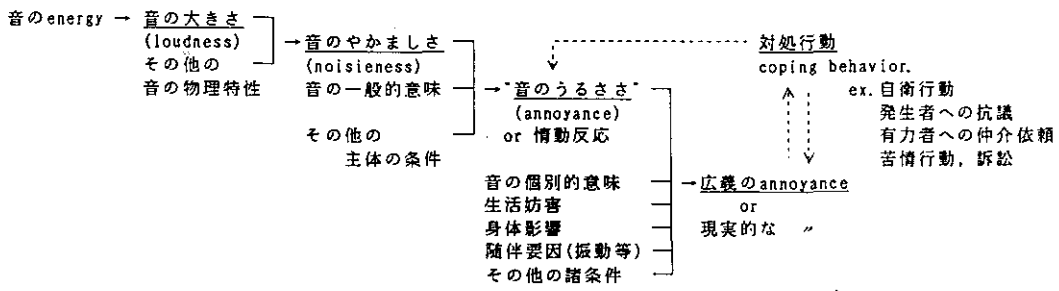 音のenergy → 音の大きさ
(loudness)
その他の
音の物理特性
→ 音のやかましさ
(noisieness)
音の一般的意味
その他の
主体の条件
→ "音のうるささ"
(annoyance)
or 情動反応
音の個別的意味
生活妨害
身体影響
随伴要因(振動等)
その他の諸条件
→ 広義のannoyance
or
現実的な 〃
対処行動
coping behavior.
ex. 自衛行動
発生者への抗議
有力者への仲介依頼
苦情行動, 訴訟